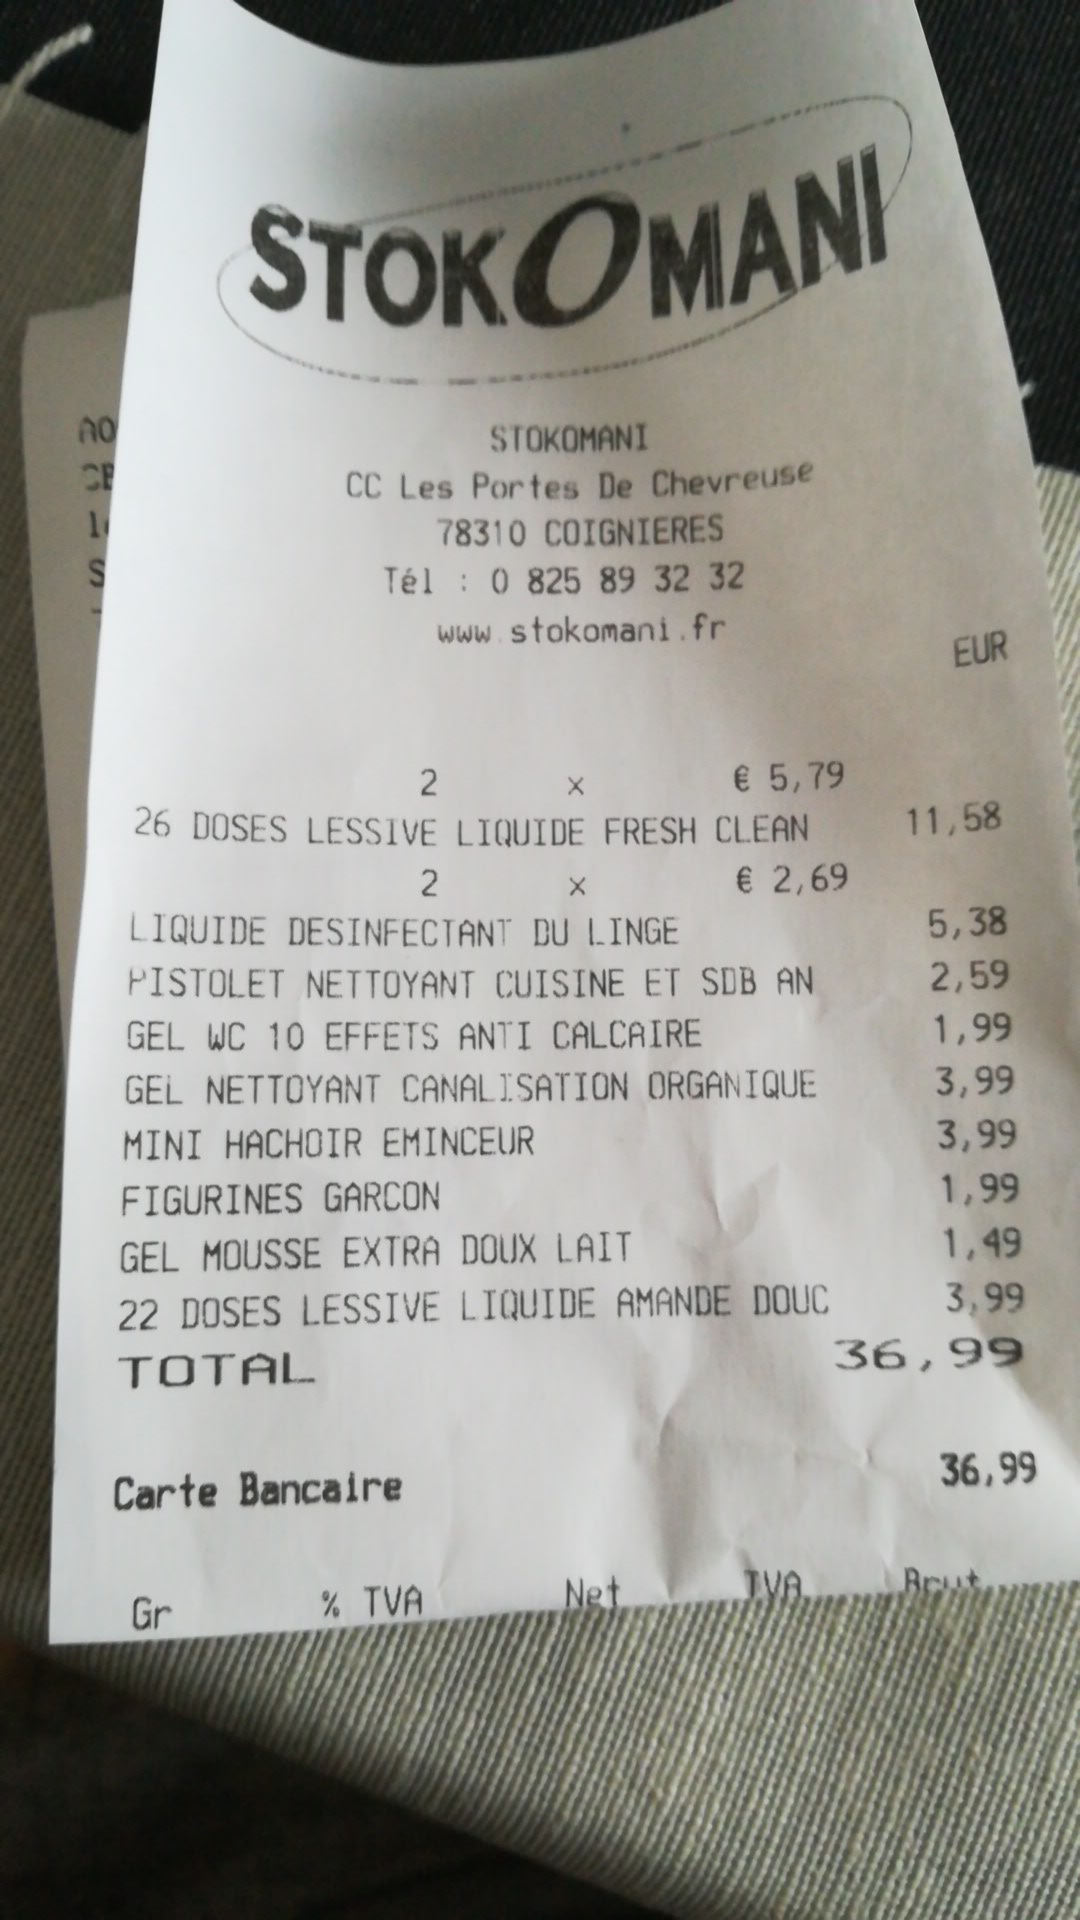 STOKOMANI
STOKOMANI
CC Les Portes De Chevreuse
78310 COIGNIERES
Tél : 0 825 89 32 32
www.stokomani.fr
EUR
2 x € 5,79
26 DOSES LESSIVE LIQUIDE FRESH CLEAN 11,58
2 x € 2,69
LIQUIDE DESINFECTANT DU LINGE 5,38
PISTOLET NETTOYANT CUISINE ET SDB AN 2,59
GEL WC 10 EFFETS ANTI CALCAIRE 1,99
GEL NETTOYANT CANALISATION ORGANIQUE 3,99
MINI HACHOIR EMINCEUR 3,99
FIGURINES GARCON 1,99
GEL MOUSSE EXTRA DOUX LAIT 1,49
22 DOSES LESSIVE LIQUIDE AMANDE DOUC 3,99
TOTAL 36,99
Carte Bancaire 36,99
Gr % TVA Net TVA Brut